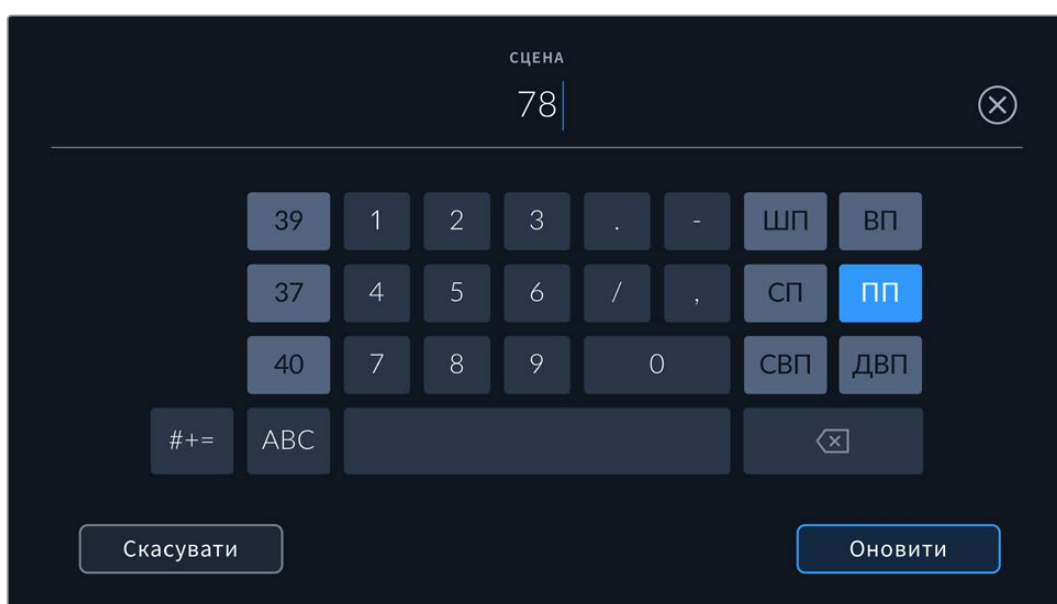 СЦЕНА
78
39 1 2 3 . - ШП ВП
37 4 5 6 / , СП ПП
40 7 8 9 0 СВП ДВП
#+= ABC
Скасувати Оновити